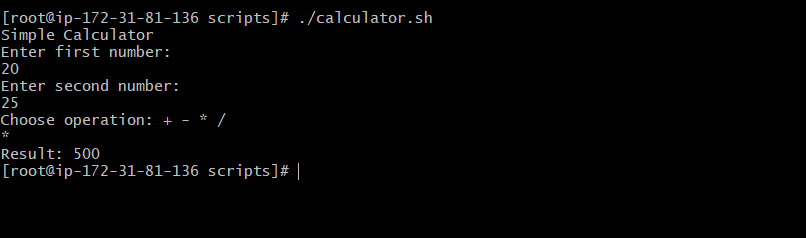 [root@ip-172-31-81-136 scripts]# ./calculator.sh
Simple Calculator
Enter first number:
20
Enter second number:
25
Choose operation: + - * /
*
Result: 500
[root@ip-172-31-81-136 scripts]#